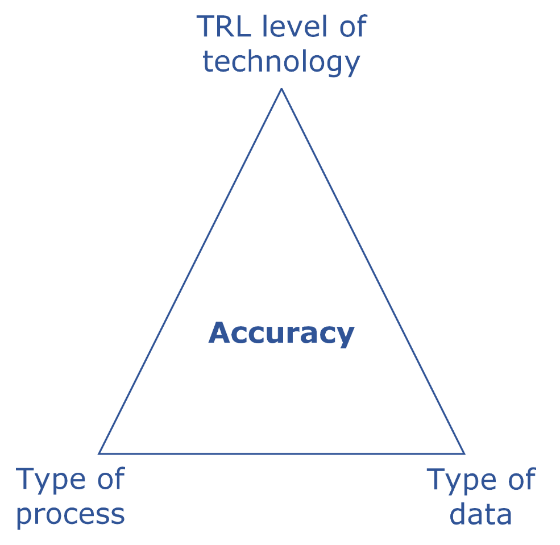 TRL level of
technology
Accuracy
Type of
process
Type of
data